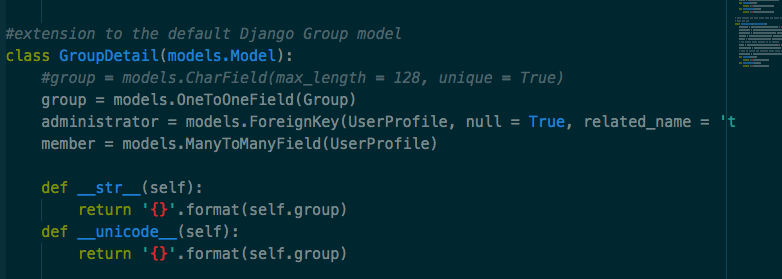 #extension to the default Django Group model
class GroupDetail(models.Model):
    #group = models.CharField(max_length = 128, unique = True)
    group = models.OneToOneField(Group)
    administrator = models.ForeignKey(UserProfile, null = True, related_name = 't
    member = models.ManyToManyField(UserProfile)
    def __str__(self):
        return '{}'.format(self.group)
    def __unicode__(self):
        return '{}'.format(self.group)